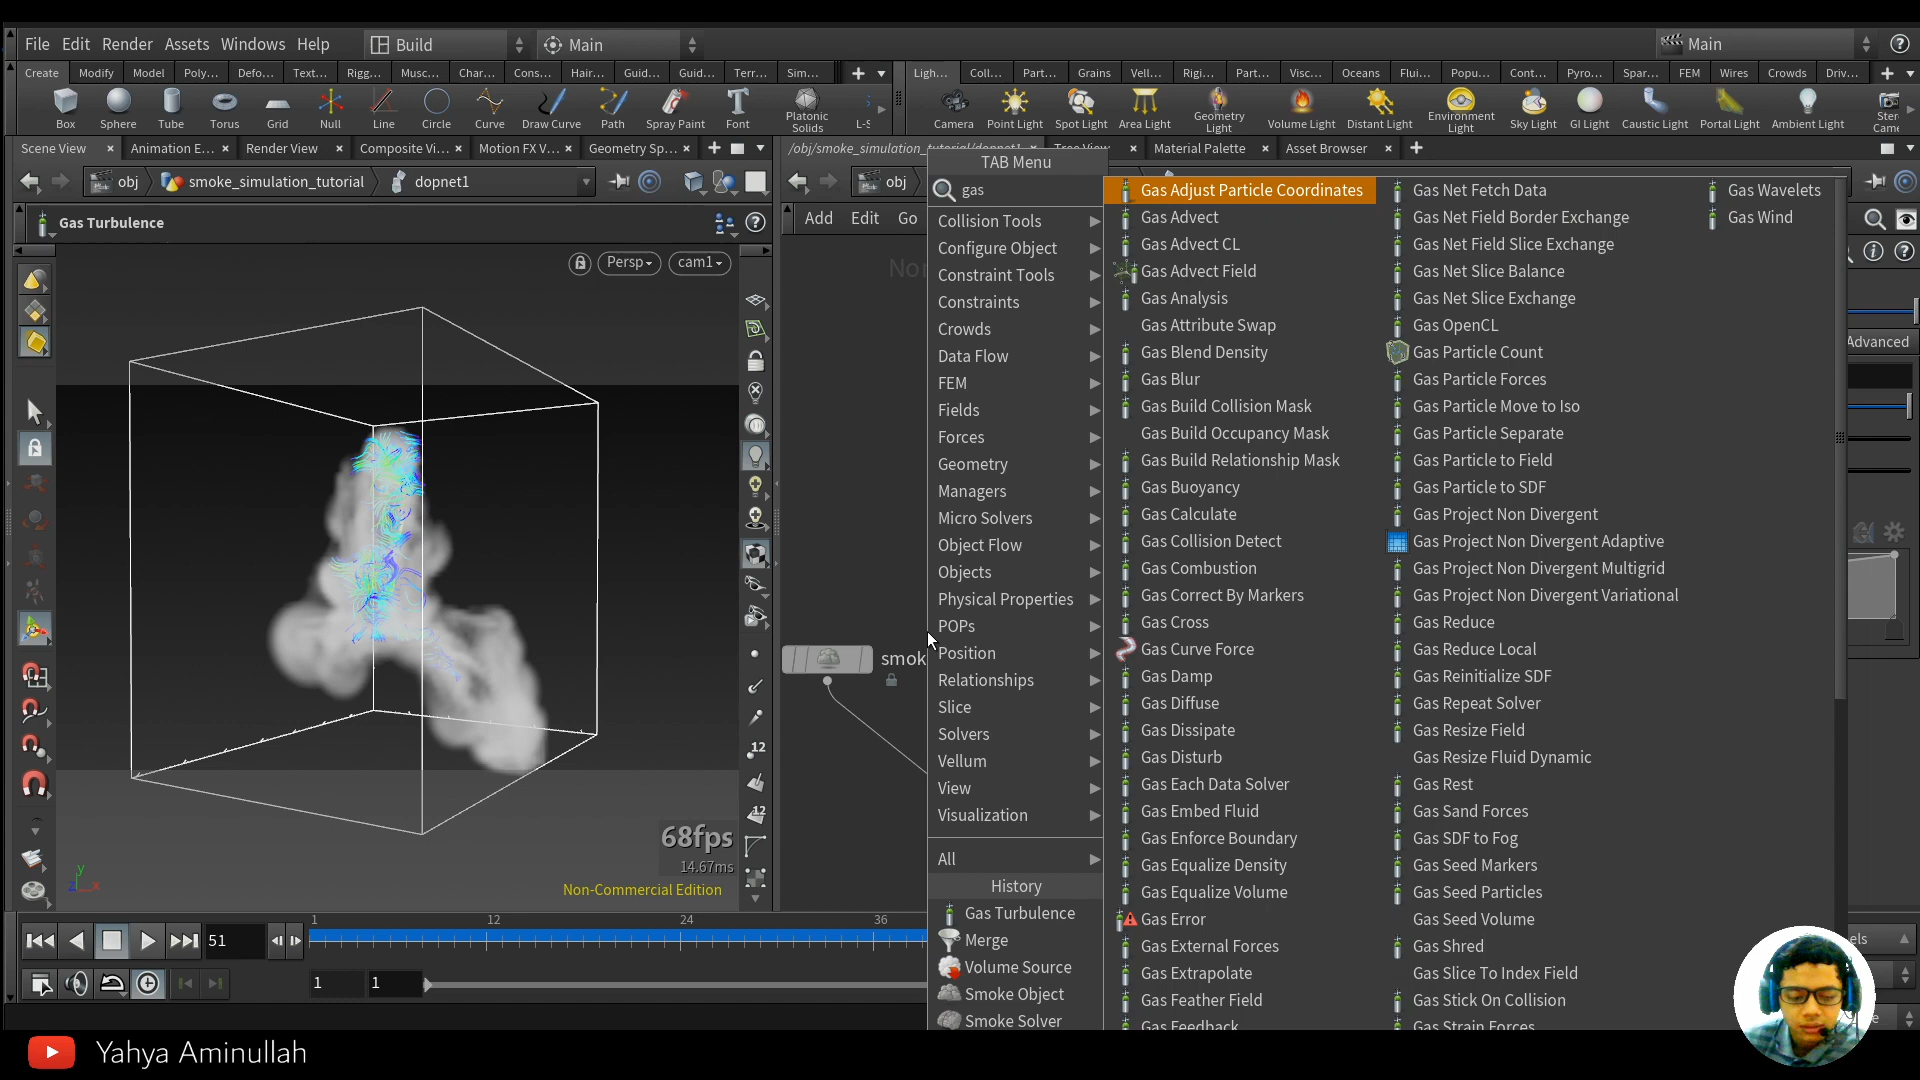 File Edit Render Assets Windows Help Build Main Main
Create Modify Model Poly... Defo... Text... Rigg... Musc... Char... Cons... Hair... Guid... Guid... Terr... Sim... Ligh... Coll... Part... Grains Vell... Rigi... Part... Visc... Oceans Flui... Popu... Cont... Pyro... Spar... FEM Wires Crowds Driv...
Box Sphere Tube Torus Grid Null Line Circle Curve Draw Curve Path Spray Paint Font Platonic Solids L-S Camera Point Light Spot Light Area Light Geometry Light Volume Light Distant Light Environment Light Sky Light GI Light Caustic Light Portal Light Ambient Light Ster Came
Scene View Animation E... Render View Composite Vi... Motion FX V... Geometry Sp... /obj/smoke_simulation_tutorial/dopnet1 Tree View Material Palette Asset Browser
obj smoke_simulation_tutorial dopnet1 obj
Gas Turbulence
Persp cam1
Add Edit Go
Advanced
smok
TAB Menu
gas
Collision Tools
Configure Object
Constraint Tools
Constraints
Crowds
Data Flow
FEM
Fields
Forces
Geometry
Managers
Micro Solvers
Object Flow
Objects
Physical Properties
POPs
Position
Relationships
Slice
Solvers
Vellum
View
Visualization
All
History
Gas Turbulence
Merge
Volume Source
Smoke Object
Smoke Solver
Gas Adjust Particle Coordinates
Gas Advect
Gas Advect CL
Gas Advect Field
Gas Analysis
Gas Attribute Swap
Gas Blend Density
Gas Blur
Gas Build Collision Mask
Gas Build Occupancy Mask
Gas Build Relationship Mask
Gas Buoyancy
Gas Calculate
Gas Collision Detect
Gas Combustion
Gas Correct By Markers
Gas Cross
Gas Curve Force
Gas Damp
Gas Diffuse
Gas Dissipate
Gas Disturb
Gas Each Data Solver
Gas Embed Fluid
Gas Enforce Boundary
Gas Equalize Density
Gas Equalize Volume
Gas Error
Gas External Forces
Gas Extrapolate
Gas Feather Field
Gas Feedback
Gas Net Fetch Data
Gas Net Field Border Exchange
Gas Net Field Slice Exchange
Gas Net Slice Balance
Gas Net Slice Exchange
Gas OpenCL
Gas Particle Count
Gas Particle Forces
Gas Particle Move to Iso
Gas Particle Separate
Gas Particle to Field
Gas Particle to SDF
Gas Project Non Divergent
Gas Project Non Divergent Adaptive
Gas Project Non Divergent Multigrid
Gas Project Non Divergent Variational
Gas Reduce
Gas Reduce Local
Gas Reinitialize SDF
Gas Repeat Solver
Gas Resize Field
Gas Resize Fluid Dynamic
Gas Rest
Gas Sand Forces
Gas SDF to Fog
Gas Seed Markers
Gas Seed Particles
Gas Seed Volume
Gas Shred
Gas Slice To Index Field
Gas Stick On Collision
Gas Strain Forces
Gas Wavelets
Gas Wind
12
12
y
x
z
68fps
14.67ms
Non-Commercial Edition
1 12 24 36
51
1 1
els
Yahya Aminullah